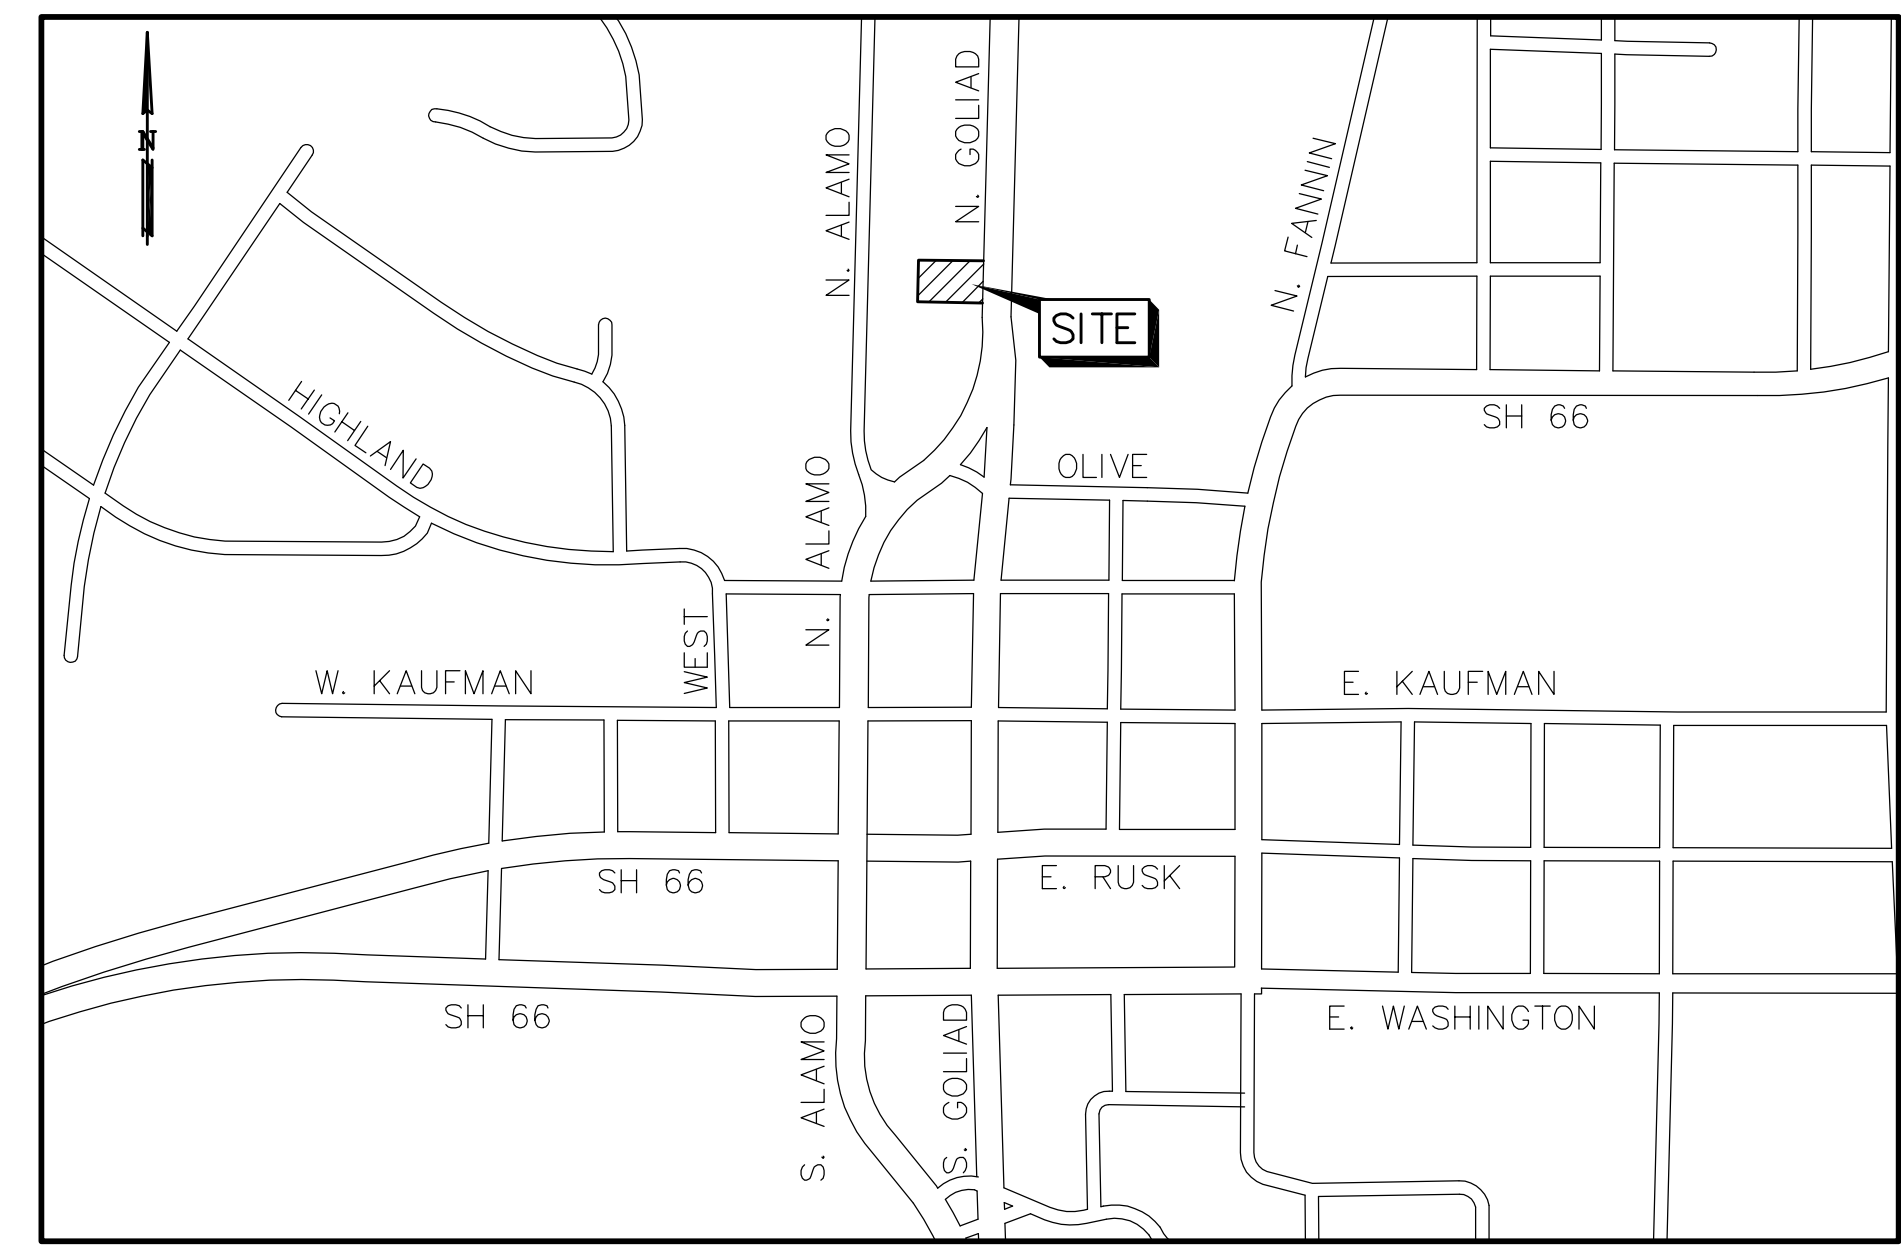 N
N. ALAMO
N. GOLIAD
N. FANNIN
SITE
HIGHLAND
SH 66
OLIVE
N. ALAMO
WEST
W. KAUFMAN
E. KAUFMAN
SH 66
E. RUSK
SH 66
S. ALAMO
S. GOLIAD
E. WASHINGTON